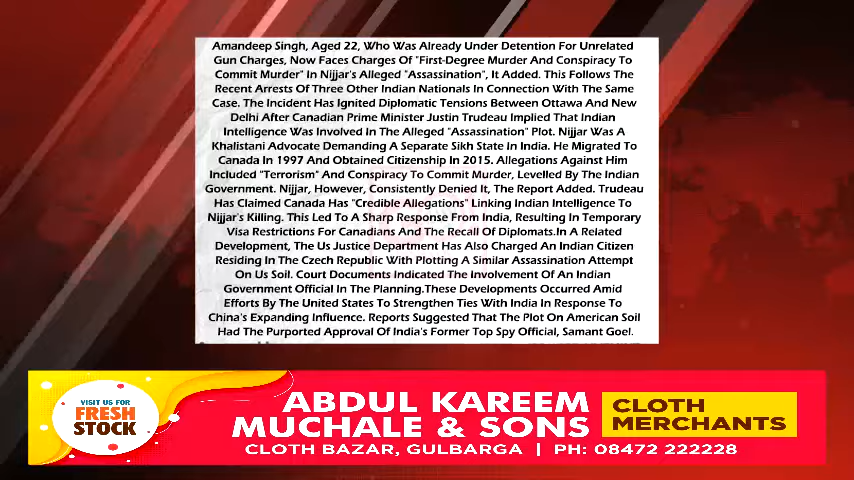 Amandeep Singh, Aged 22, Who Was Already Under Detention For Unrelated
Gun Charges, Now Faces Charges Of "First-Degree Murder And Conspiracy To
Commit Murder" In Nijjar's Alleged "Assassination", It Added. This Follows The
Recent Arrests Of Three Other Indian Nationals In Connection With The Same
Case. The Incident Has Ignited Diplomatic Tensions Between Ottawa And New
Delhi After Canadian Prime Minister Justin Trudeau Implied That Indian
Intelligence Was Involved In The Alleged "Assassination" Plot. Nijjar Was A
Khalistani Advocate Demanding A Separate Sikh State In India. He Migrated To
Canada In 1997 And Obtained Citizenship In 2015. Allegations Against Him
Included "Terrorism" And Conspiracy To Commit Murder, Levelled By The Indian
Government. Nijjar, However, Consistently Denied It, The Report Added. Trudeau
Has Claimed Canada Has "Credible Allegations" Linking Indian Intelligence To
Nijjar's Killing. This Led To A Sharp Response From India, Resulting In Temporary
Visa Restrictions For Canadians And The Recall Of Diplomats.In A Related
Development, The Us Justice Department Has Also Charged An Indian Citizen
Residing In The Czech Republic With Plotting A Similar Assassination Attempt
On Us Soil. Court Documents Indicated The Involvement Of An Indian
Government Official In The Planning.These Developments Occurred Amid
Efforts By The United States To Strengthen Ties With India In Response To
China's Expanding Influence. Reports Suggested That The Plot On American Soil
Had The Purported Approval Of India's Former Top Spy Official, Samant Goel.
VISIT US FOR
FRESH
STOCK
ABDUL KAREEM
MUCHALE & SONS
CLOTH
MERCHANTS
CLOTH BAZAR, GULBARGA | PH: 08472 222228